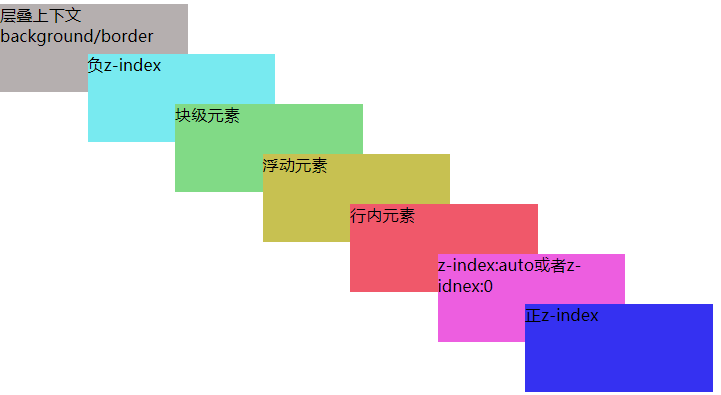 层叠上下文
background/border
负z-index
块级元素
浮动元素
行内元素
z-index:auto或者z-
idnex:0
正z-index